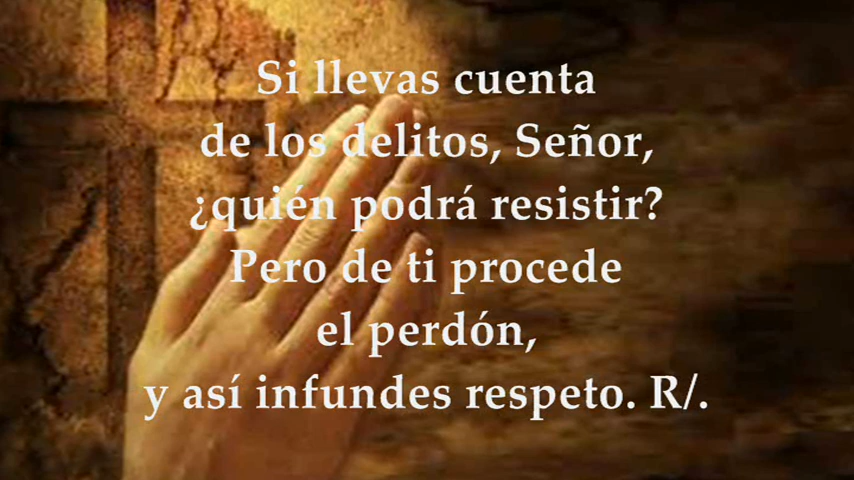 Si llevas cuenta
de los delitos, Señor,
¿quién podrá resistir?
Pero de ti procede
el perdón,
y así infundes respeto. R/.